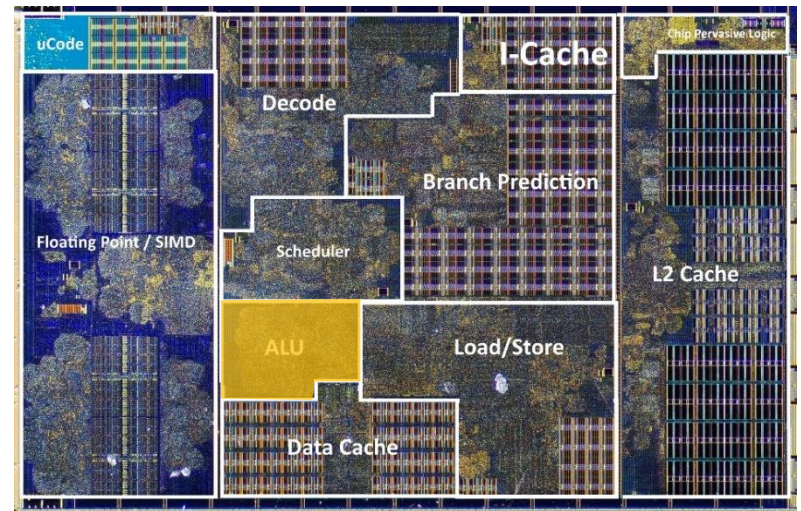 uCode
Decode
I-Cache
Chip Pervasive Logic
Branch Prediction
Floating Point / SIMD
Scheduler
L2 Cache
ALU
Load/Store
Data Cache